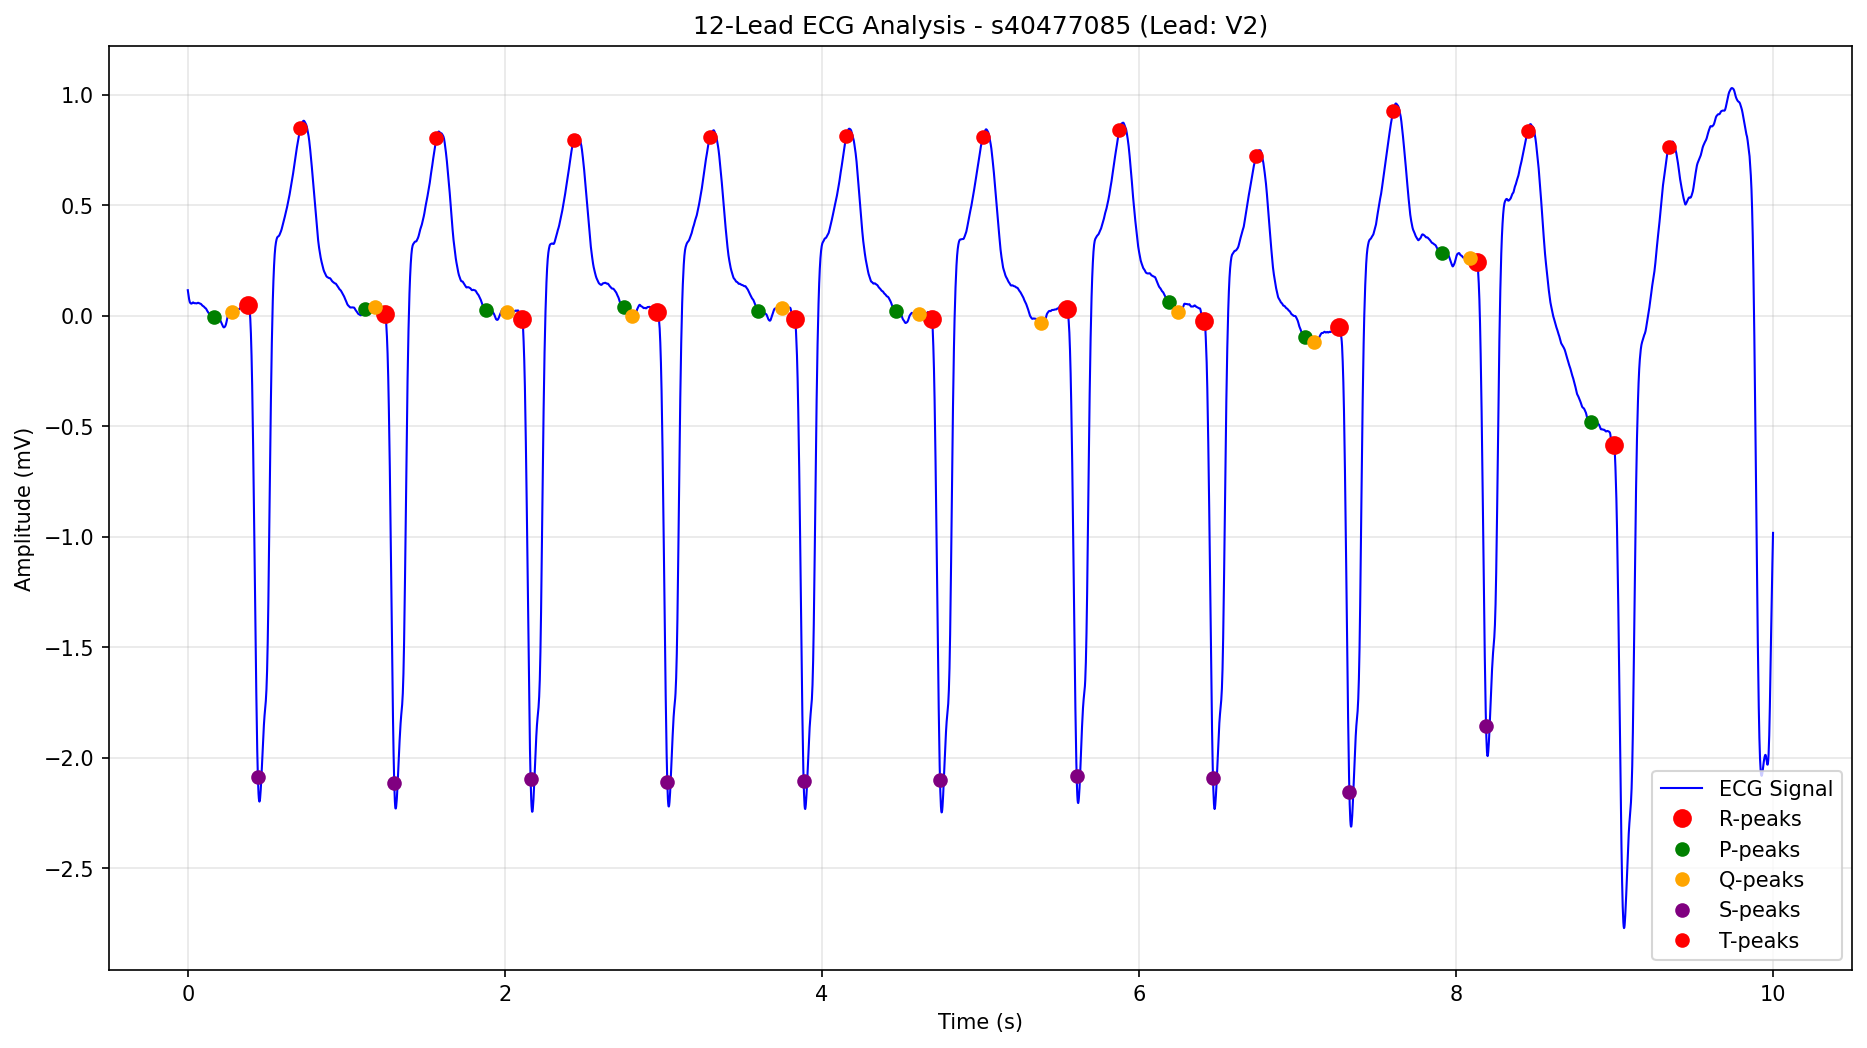 12-Lead ECG Analysis - s40477085 (Lead: V2)
Amplitude (mV)
1.0
0.5
0.0
−0.5
−1.0
−1.5
−2.0
−2.5
0 2 4 6 8 10
Time (s)
ECG Signal
R-peaks
P-peaks
Q-peaks
S-peaks
T-peaks